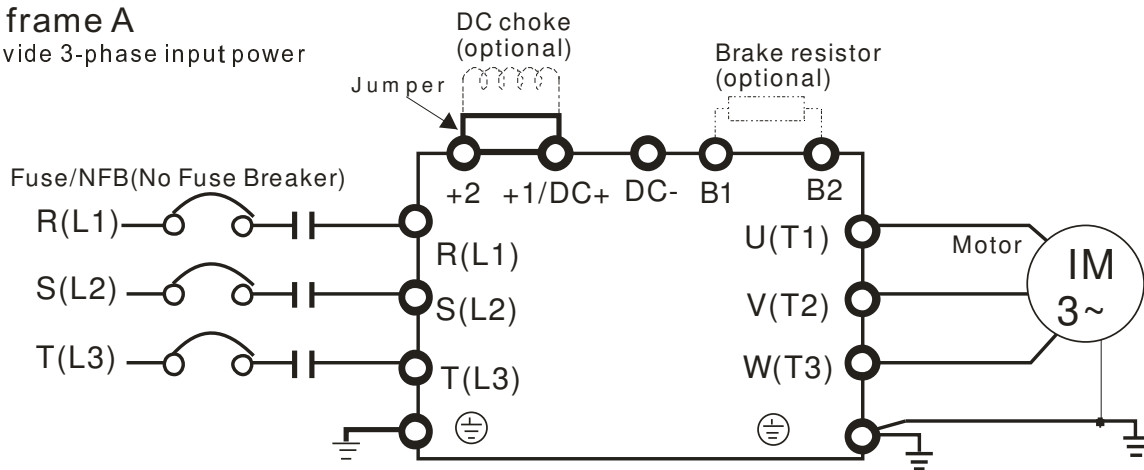 frame A
vide 3-phase input power
DC choke
(optional)
Brake resistor
(optional)
Jumper
Fuse/NFB(No Fuse Breaker)
+2 +1/DC+ DC- B1 B2
R(L1)
S(L2)
T(L3)
R(L1)
S(L2)
T(L3)
U(T1)
V(T2)
W(T3)
Motor
IM
3~